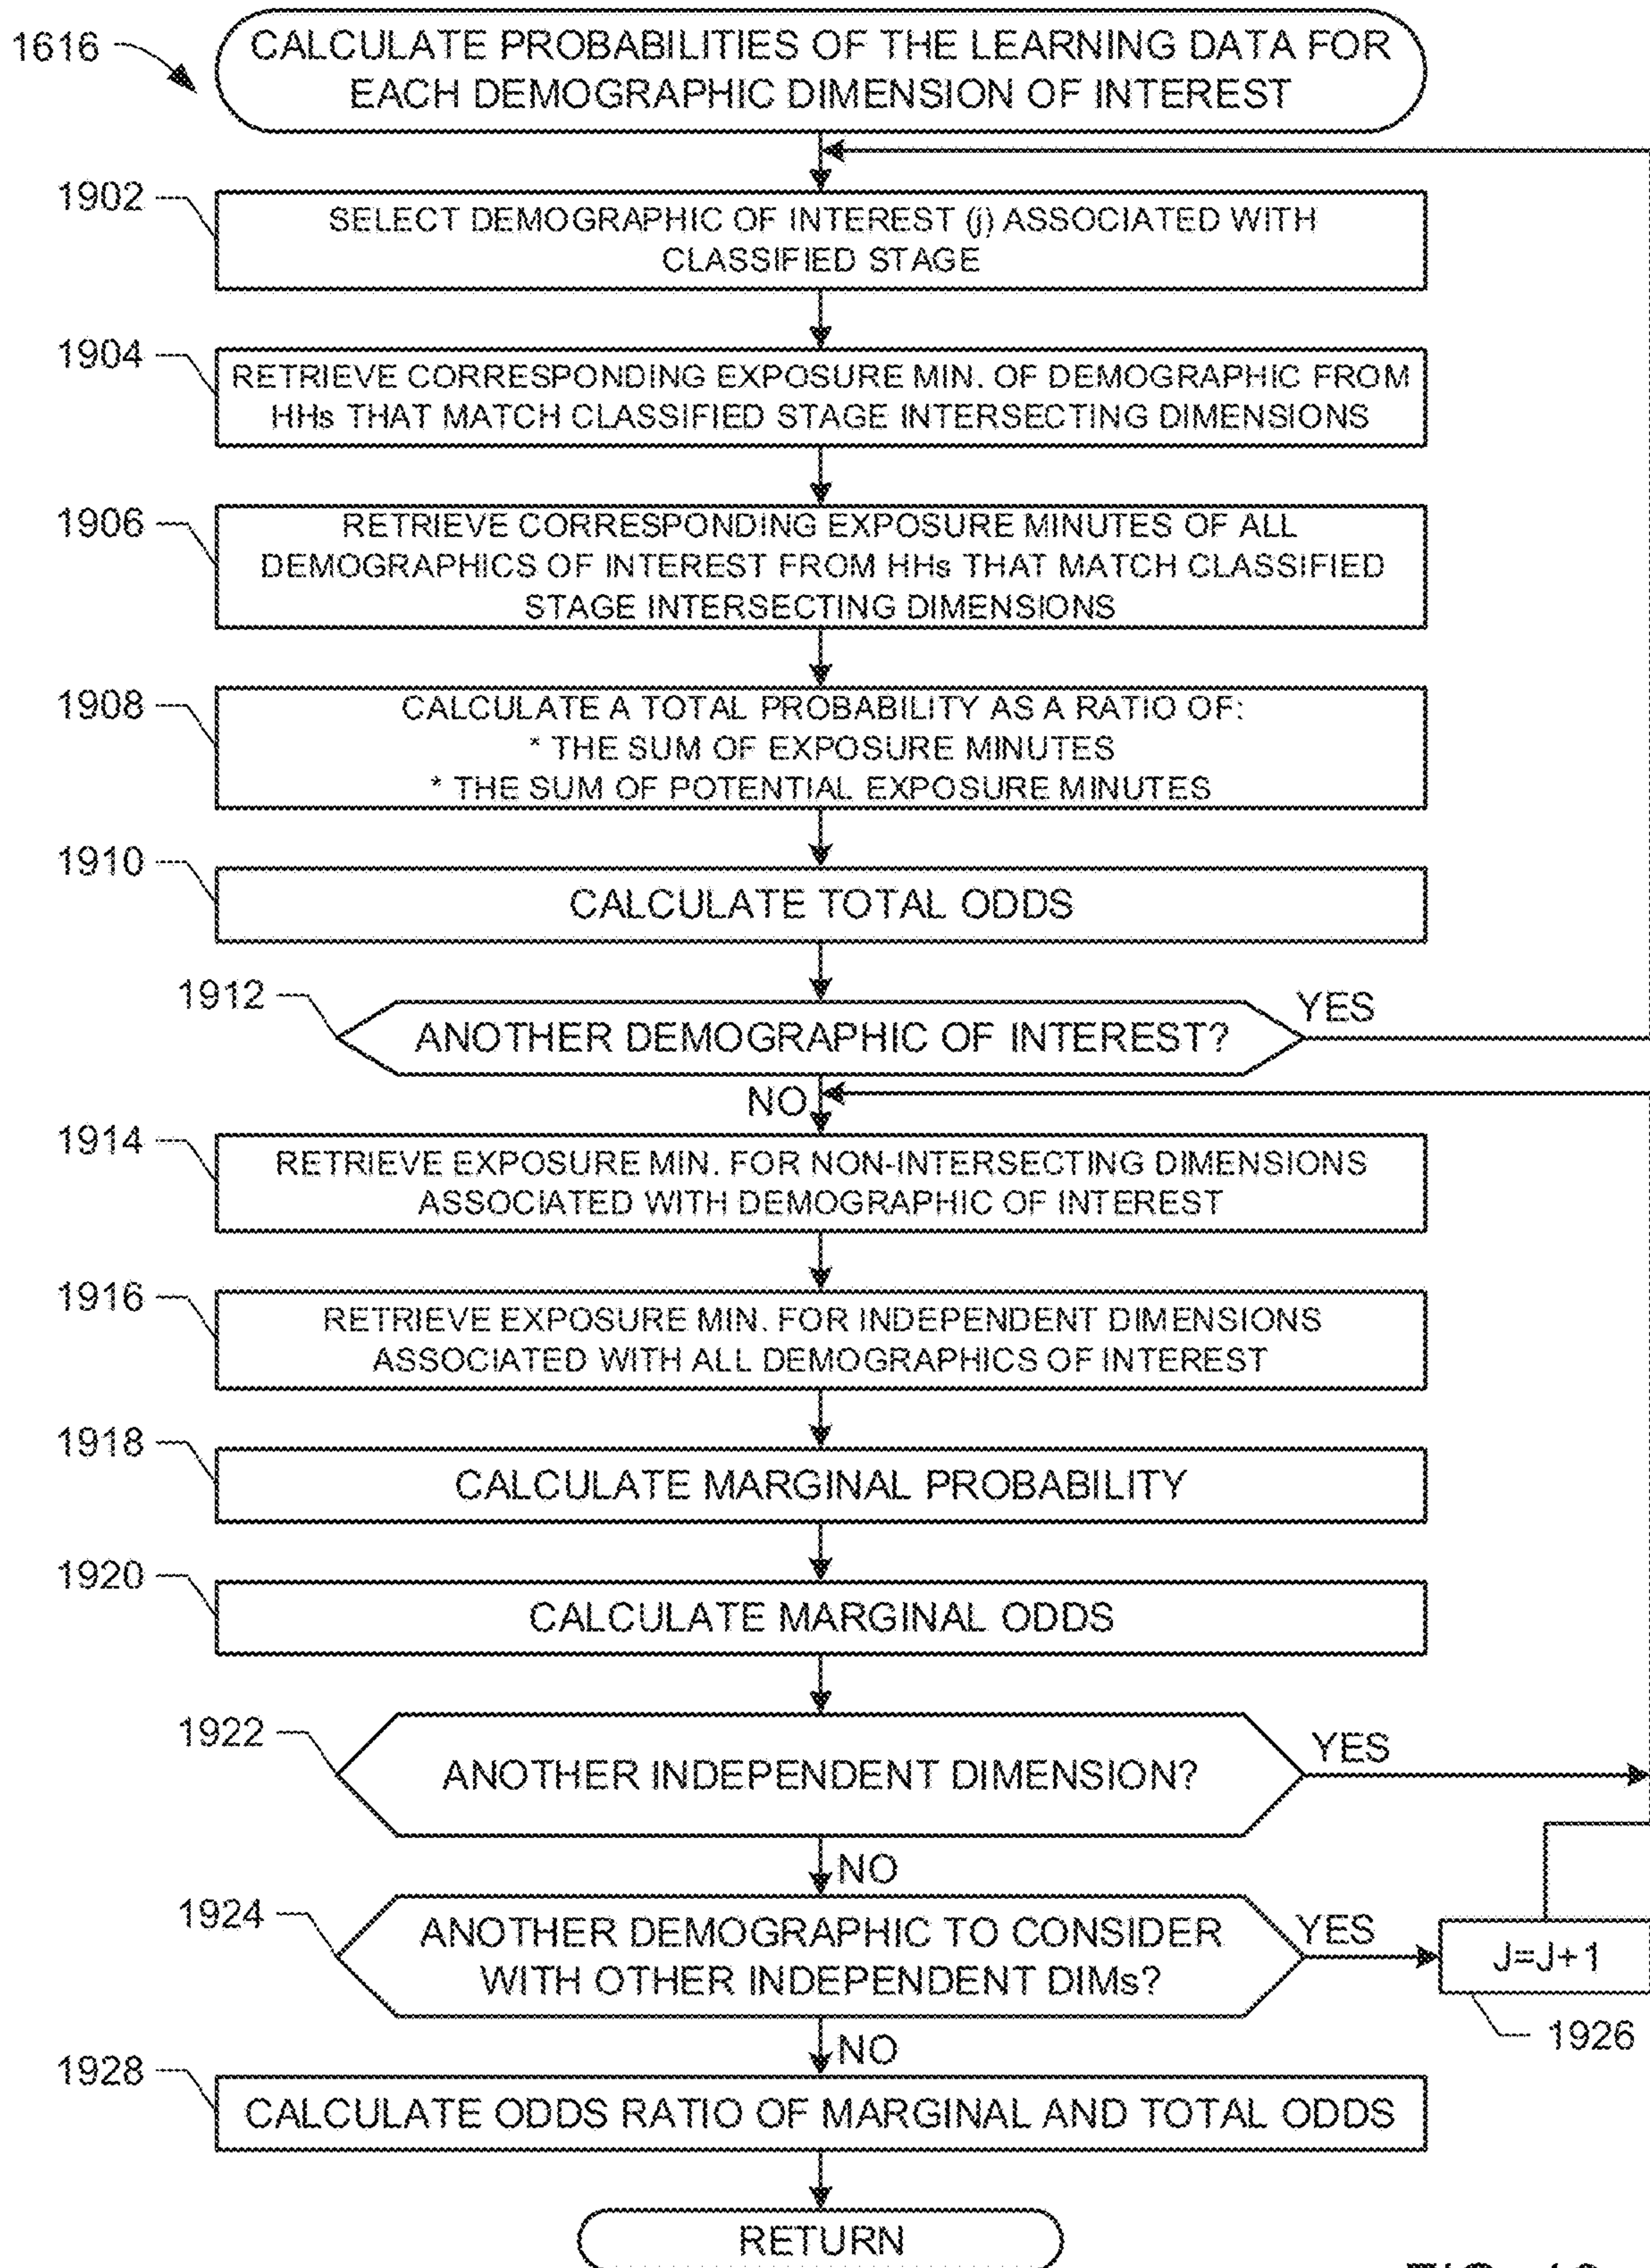 1616
CALCULATE PROBABILITIES OF THE LEARNING DATA FOR
EACH DEMOGRAPHIC DIMENSION OF INTEREST
1902
SELECT DEMOGRAPHIC OF INTEREST (j) ASSOCIATED WITH
CLASSIFIED STAGE
1904
RETRIEVE CORRESPONDING EXPOSURE MIN. OF DEMOGRAPHIC FROM
HHs THAT MATCH CLASSIFIED STAGE INTERSECTING DIMENSIONS
1906
RETRIEVE CORRESPONDING EXPOSURE MINUTES OF ALL
DEMOGRAPHICS OF INTEREST FROM HHs THAT MATCH CLASSIFIED
STAGE INTERSECTING DIMENSIONS
1908
CALCULATE A TOTAL PROBABILITY AS A RATIO OF:
* THE SUM OF EXPOSURE MINUTES
* THE SUM OF POTENTIAL EXPOSURE MINUTES
1910
CALCULATE TOTAL ODDS
1912
ANOTHER DEMOGRAPHIC OF INTEREST?
YES
NO
1914
RETRIEVE EXPOSURE MIN. FOR NON-INTERSECTING DIMENSIONS
ASSOCIATED WITH DEMOGRAPHIC OF INTEREST
1916
RETRIEVE EXPOSURE MIN. FOR INDEPENDENT DIMENSIONS
ASSOCIATED WITH ALL DEMOGRAPHICS OF INTEREST
1918
CALCULATE MARGINAL PROBABILITY
1920
CALCULATE MARGINAL ODDS
1922
ANOTHER INDEPENDENT DIMENSION?
YES
NO
1924
ANOTHER DEMOGRAPHIC TO CONSIDER
WITH OTHER INDEPENDENT DIMs?
YES
J=J+1
1926
NO
1928
CALCULATE ODDS RATIO OF MARGINAL AND TOTAL ODDS
RETURN